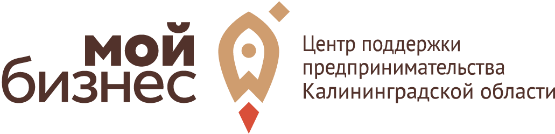 мой
бизнес
Центр поддержки
предпринимательства
Калининградской области